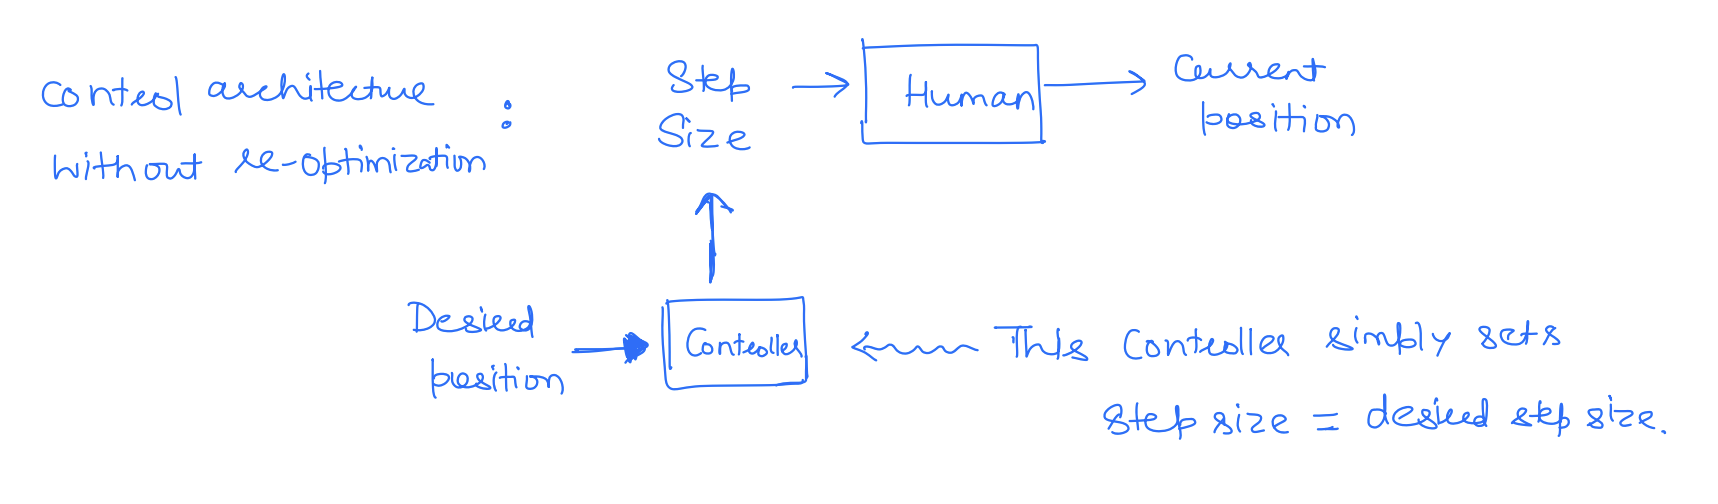 Control architecture
without re-optimization :
Step
Size
Human
Current
position
Desired
position
Controller
This Controller simply sets
Step size = desired step size.